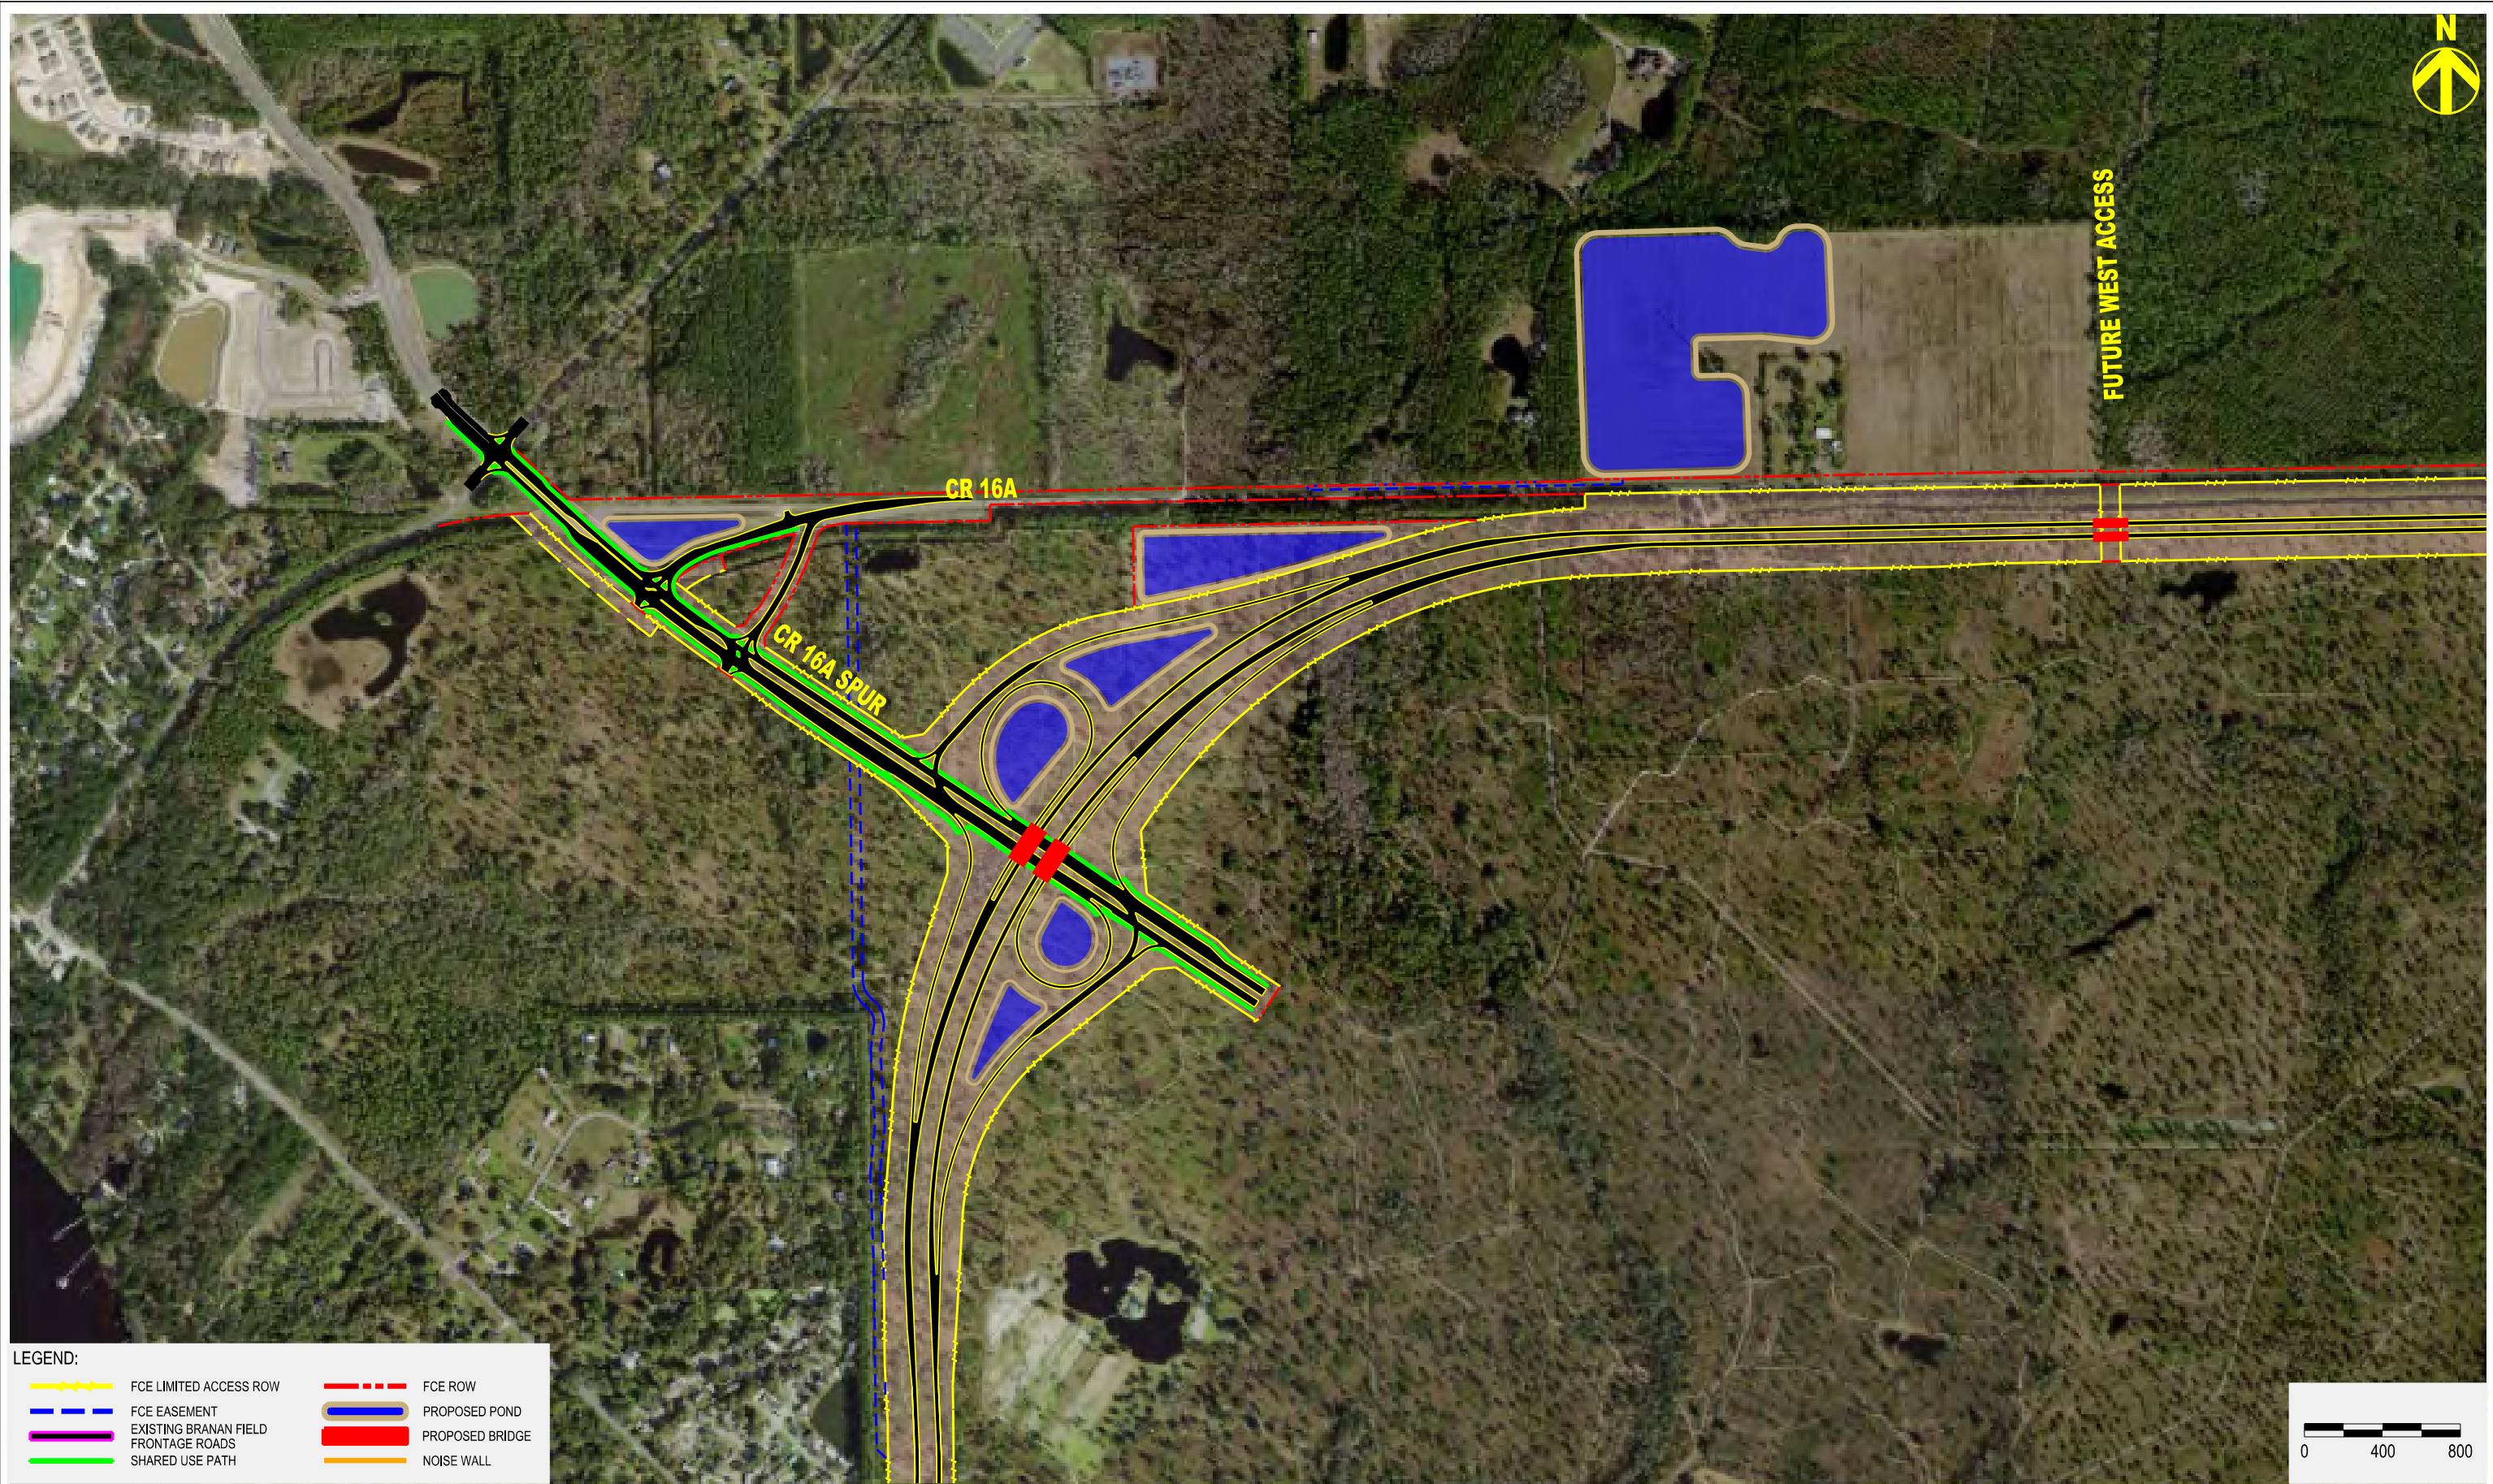 N
FUTURE WEST ACCESS
CR 16A
CR 16A SPUR
LEGEND:
FCE LIMITED ACCESS ROW
FCE EASEMENT
EXISTING BRANAN FIELD
FRONTAGE ROADS
SHARED USE PATH
FCE ROW
PROPOSED POND
PROPOSED BRIDGE
NOISE WALL
0 400 800